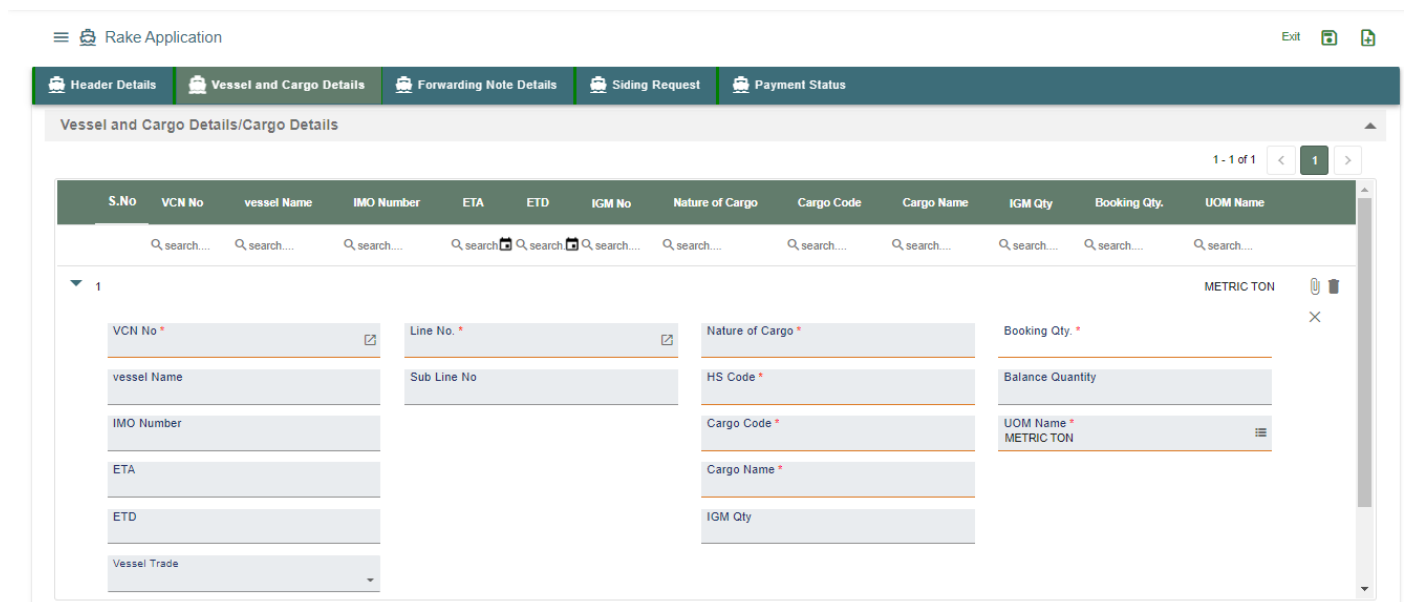 Rake Application Exit
Header Details Vessel and Cargo Details Forwarding Note Details Siding Request Payment Status
Vessel and Cargo Details/Cargo Details
1 - 1 of 1 < 1 >
S.No VCN No vessel Name IMO Number ETA ETD IGM No Nature of Cargo Cargo Code Cargo Name IGM Qty Booking Qty. UOM Name
search.... search.... search.... search search. search.... search.... search.... search.... search.... search.... search....
1 METRIC TON
VCN No * Line No. * Nature of Cargo * Booking Qty. *
vessel Name Sub Line No HS Code * Balance Quantity
IMO Number Cargo Code * UOM Name *
METRIC TON
ETA Cargo Name *
ETD IGM Qty
Vessel Trade